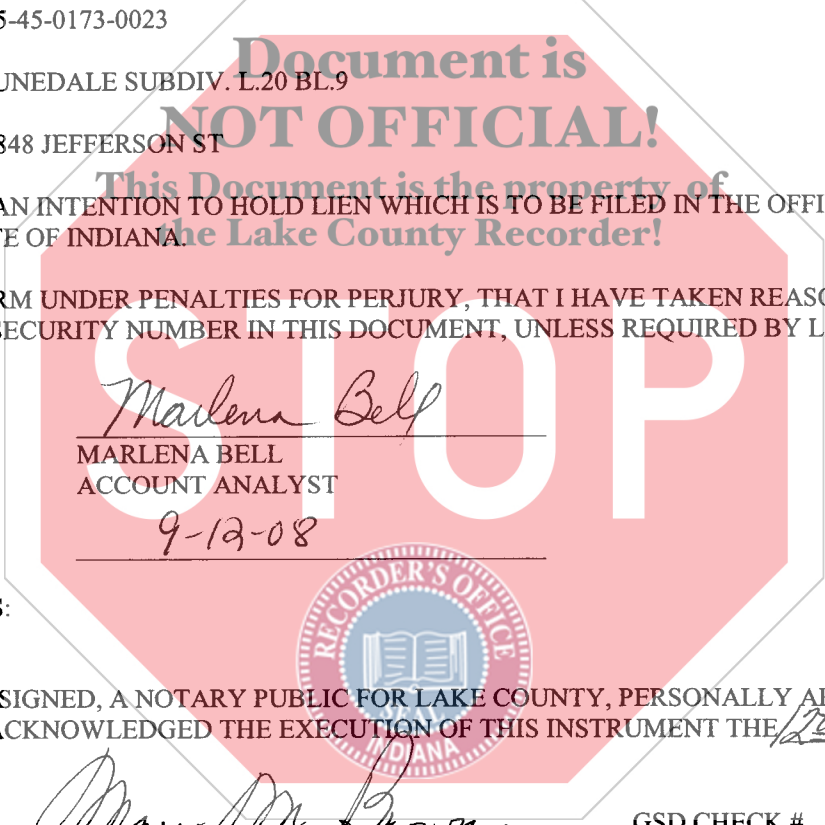 5-45-0173-0023
Document is
UNEDALE SUBDIV. L.20 BL.9
NOT OFFICIAL!
848 JEFFERSON ST
This Document is the property of
AN INTENTION TO HOLD LIEN WHICH IS TO BE FILED IN THE OFFI
TE OF INDIANA.
the Lake County Recorder!
RM UNDER PENALTIES FOR PERJURY, THAT I HAVE TAKEN REASO
SECURITY NUMBER IN THIS DOCUMENT, UNLESS REQUIRED BY L
STOP
Marlena Bell
MARLENA BELL
ACCOUNT ANALYST
9-12-08
RECORDER'S OFFICE
S:
SEAL
SIGNED, A NOTARY PUBLIC FOR LAKE COUNTY, PERSONALLY AP
ACKNOWLEDGED THE EXECUTION OF THIS INSTRUMENT THE 12
INDIANA
GSD CHECK #